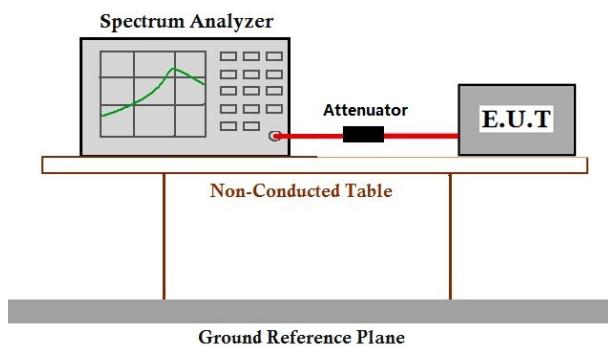 Spectrum Analyzer
Attenuator
E.U.T
Non-Conducted Table
Ground Reference Plane